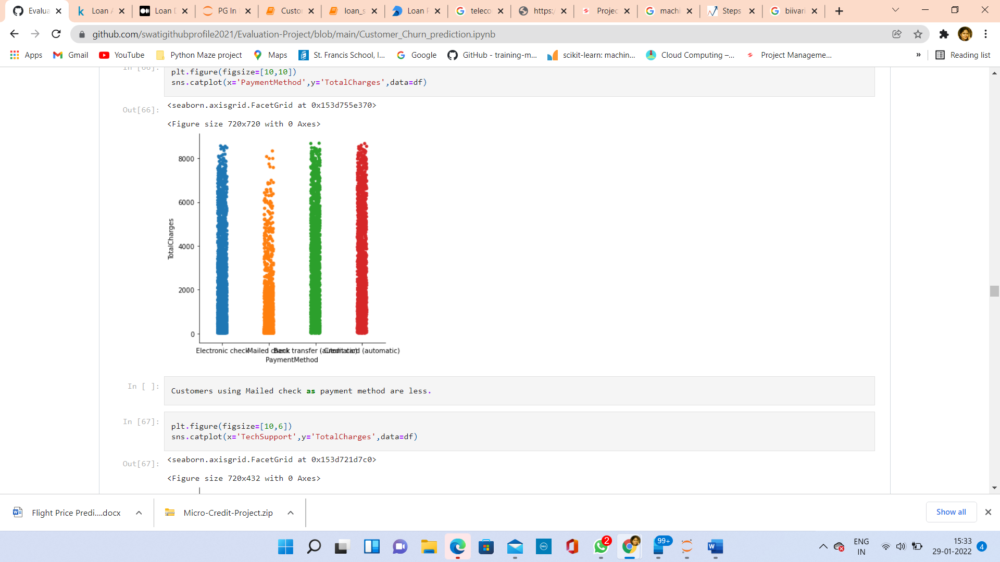 Evalua
Loan A
Loan D
PG In
Custor
loan_s
Loan P
teleco
https:/
Projec
machi
Steps
biivari
github.com/swatigithubprofile2021/Evaluation-Project/blob/main/Customer_Churn_prediction.ipynb
Apps
Gmail
YouTube
Python Maze project
Maps
St. Francis School, I...
Google
GitHub - training-m...
scikit-learn: machin...
Cloud Computing –...
Project Manageme...
»
Reading list
In [66]:
plt.figure(figsize=[10,10])
sns.catplot(x='PaymentMethod',y='TotalCharges',data=df)
Out[66]:
<seaborn.axisgrid.FacetGrid at 0x153d755e370>
<Figure size 720x720 with 0 Axes>
8000
6000
4000
2000
0
TotalCharges
Electronic check
Mailed check
Bank transfer (automatic)
Credit card (automatic)
PaymentMethod
In [ ]:
Customers using Mailed check as payment method are less.
In [67]:
plt.figure(figsize=[10,6])
sns.catplot(x='TechSupport',y='TotalCharges',data=df)
Out[67]:
<seaborn.axisgrid.FacetGrid at 0x153d721d7c0>
<Figure size 720x432 with 0 Axes>
Flight Price Predi....docx
Micro-Credit-Project.zip
Show all
2
99+
ENG
IN
15:33
29-01-2022
4